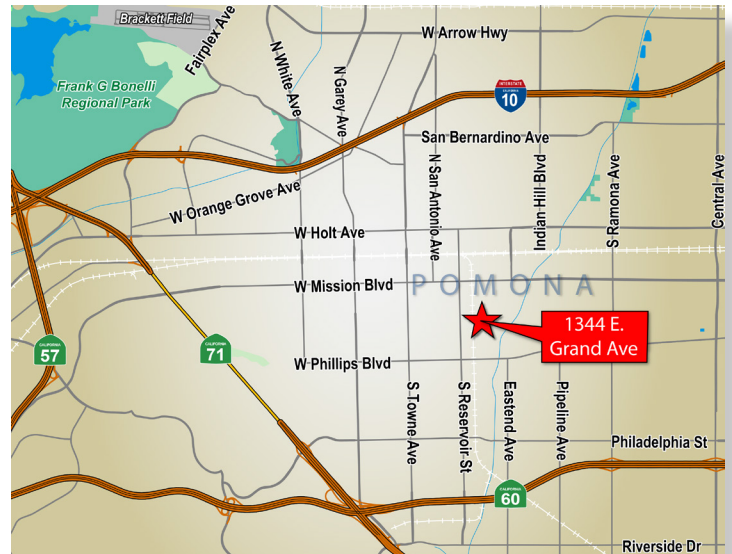 Brackett Field
Fairplex Ave
W Arrow Hwy
Frank G Bonelli
Regional Park
N White Ave
N Garey Ave
INTERSTATE
CALIFORNIA
10
San Bernardino Ave
N San Antonio Ave
Indian Hill Blvd
S Ramona Ave
Central Ave
W Orange Grove Ave
W Holt Ave
W Mission Blvd
POMONA
1344 E.
Grand Ave
CALIFORNIA
57
CALIFORNIA
71
W Phillips Blvd
S Towne Ave
S Reservoir St
Eastend Ave
Pipeline Ave
Philadelphia St
CALIFORNIA
60
Riverside Dr